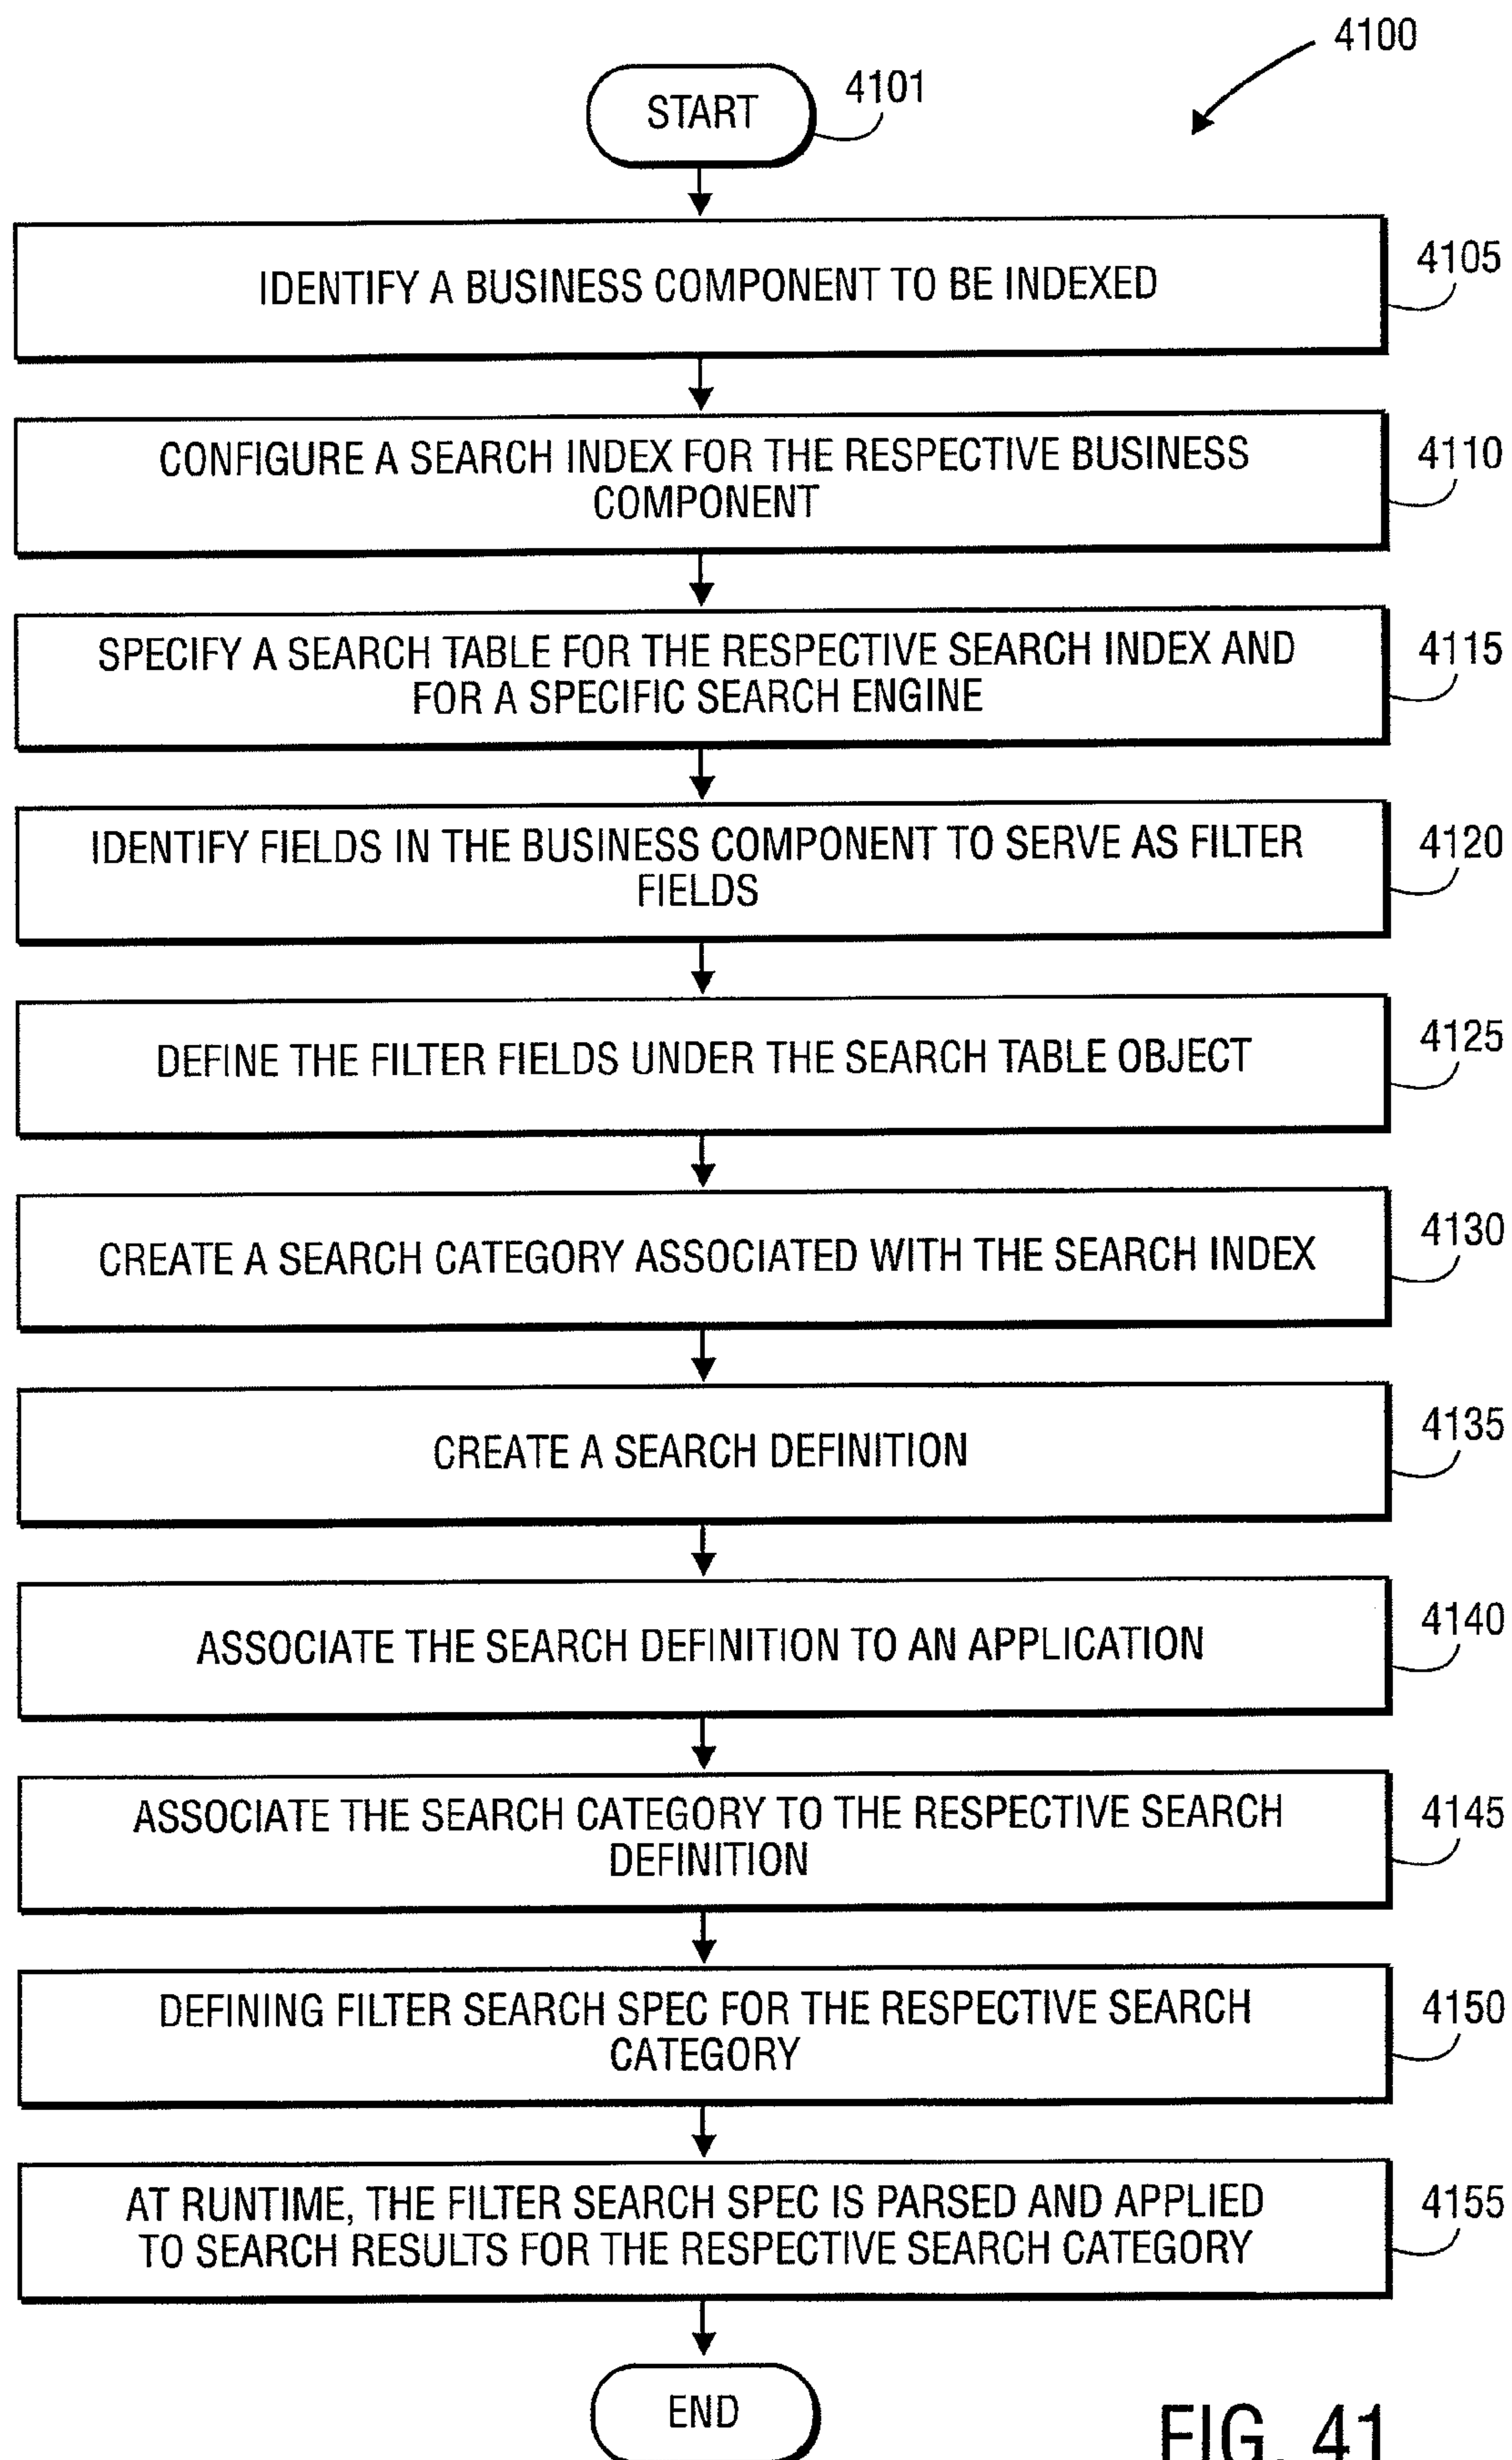 4100
START
4101
IDENTIFY A BUSINESS COMPONENT TO BE INDEXED
4105
CONFIGURE A SEARCH INDEX FOR THE RESPECTIVE BUSINESS
COMPONENT
4110
SPECIFY A SEARCH TABLE FOR THE RESPECTIVE SEARCH INDEX AND
FOR A SPECIFIC SEARCH ENGINE
4115
IDENTIFY FIELDS IN THE BUSINESS COMPONENT TO SERVE AS FILTER
FIELDS
4120
DEFINE THE FILTER FIELDS UNDER THE SEARCH TABLE OBJECT
4125
CREATE A SEARCH CATEGORY ASSOCIATED WITH THE SEARCH INDEX
4130
CREATE A SEARCH DEFINITION
4135
ASSOCIATE THE SEARCH DEFINITION TO AN APPLICATION
4140
ASSOCIATE THE SEARCH CATEGORY TO THE RESPECTIVE SEARCH
DEFINITION
4145
DEFINING FILTER SEARCH SPEC FOR THE RESPECTIVE SEARCH
CATEGORY
4150
AT RUNTIME, THE FILTER SEARCH SPEC IS PARSED AND APPLIED
TO SEARCH RESULTS FOR THE RESPECTIVE SEARCH CATEGORY
4155
END
FIG. 41